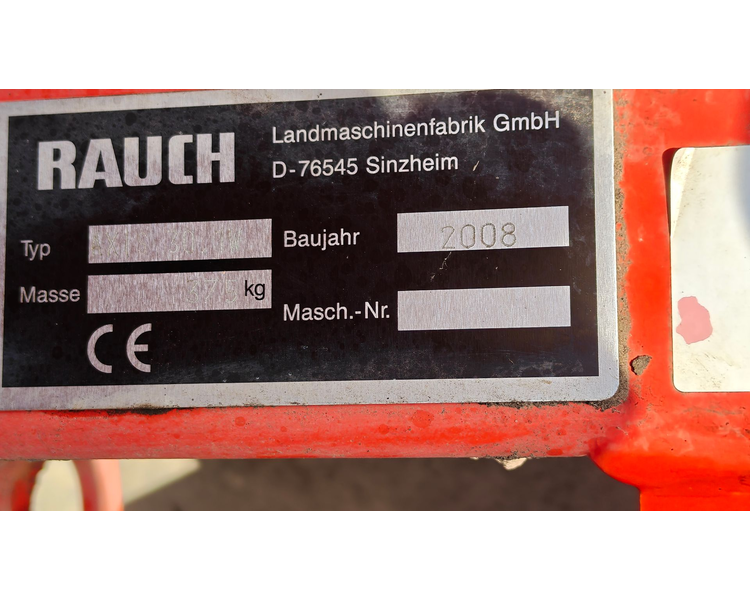 RAUCH
Landmaschinenfabrik GmbH
D-76545 Sinzheim
Typ
Baujahr 2008
Masse kg
Masch.-Nr.
CE